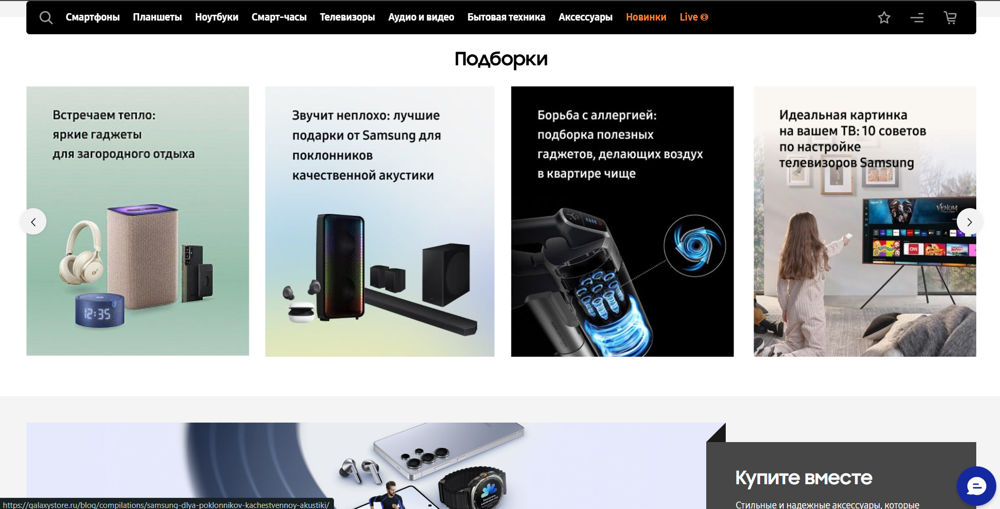 Смартфоны Планшеты Ноутбуки Смарт-часы Телевизоры Аудио и видео Бытовая техника Аксессуары Новинки Live
Подборки
Встречаем тепло:
яркие гаджеты
для загородного отдыха
12:35
Звучит неплохо: лучшие
подарки от Samsung для
поклонников
качественной акустики
Борьба с аллергией:
подборка полезных
гаджетов, делающих воздух
в квартире чище
Идеальная картинка
на вашем ТВ: 10 советов
по настройке
телевизоров Samsung
VENOM
CNN
Купите вместе
Стильные и надежные аксессуары, которые
https://galaxystore.ru/blog/compilations/samsung-dlya-poklonnikov-kachestvennoy-akustiki/